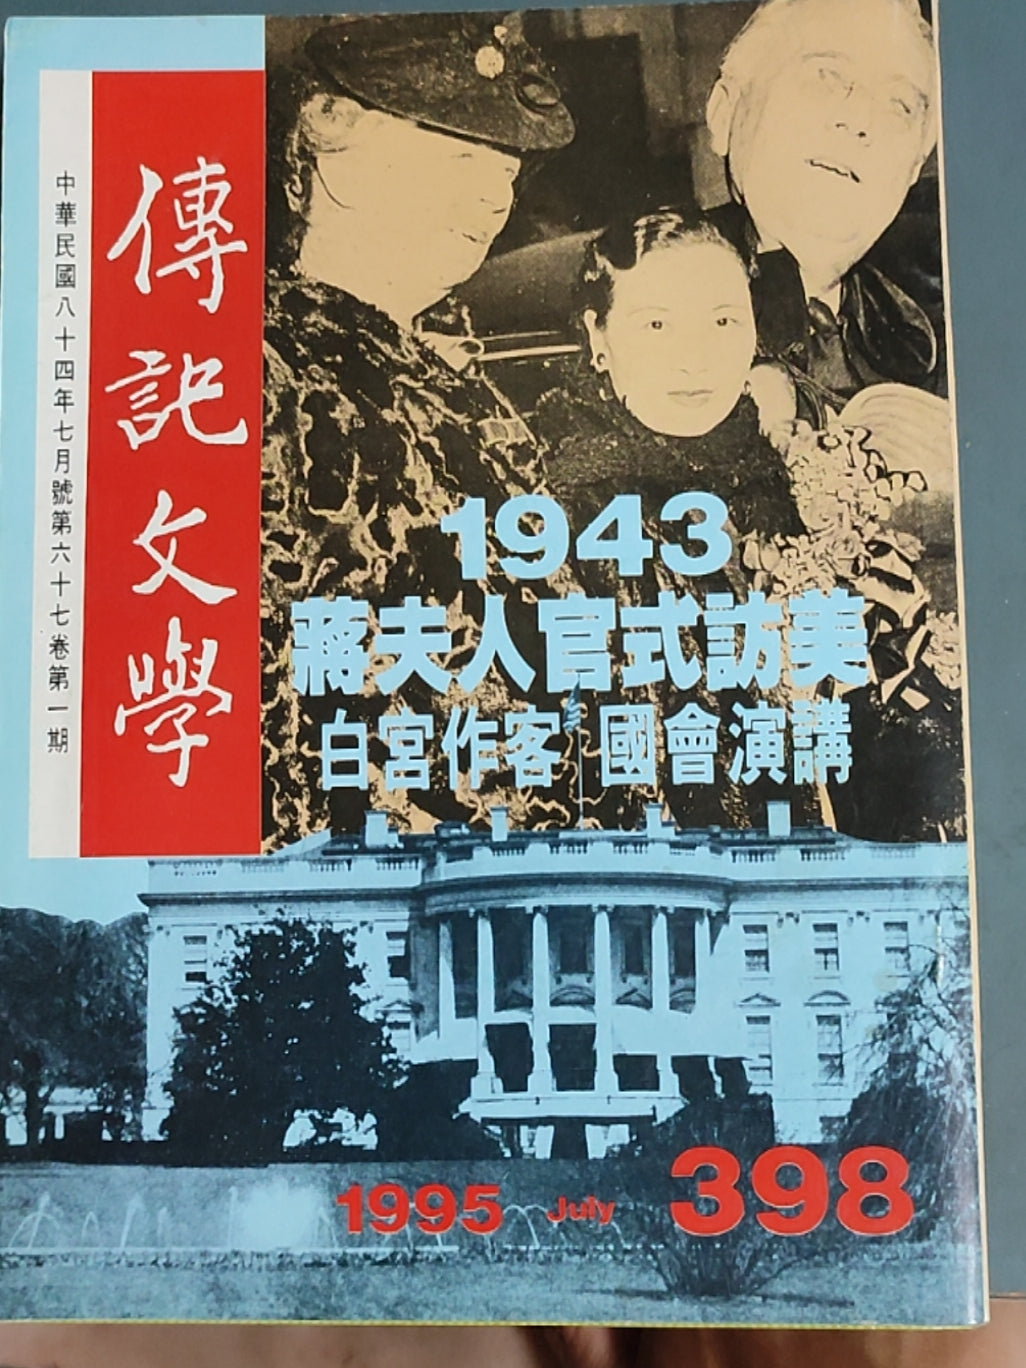 傳記文學
中華民國八十四年七月號第六十七卷第一期
1943
蔣夫人官式訪美
白宮作客 國會演講
1995 July 398